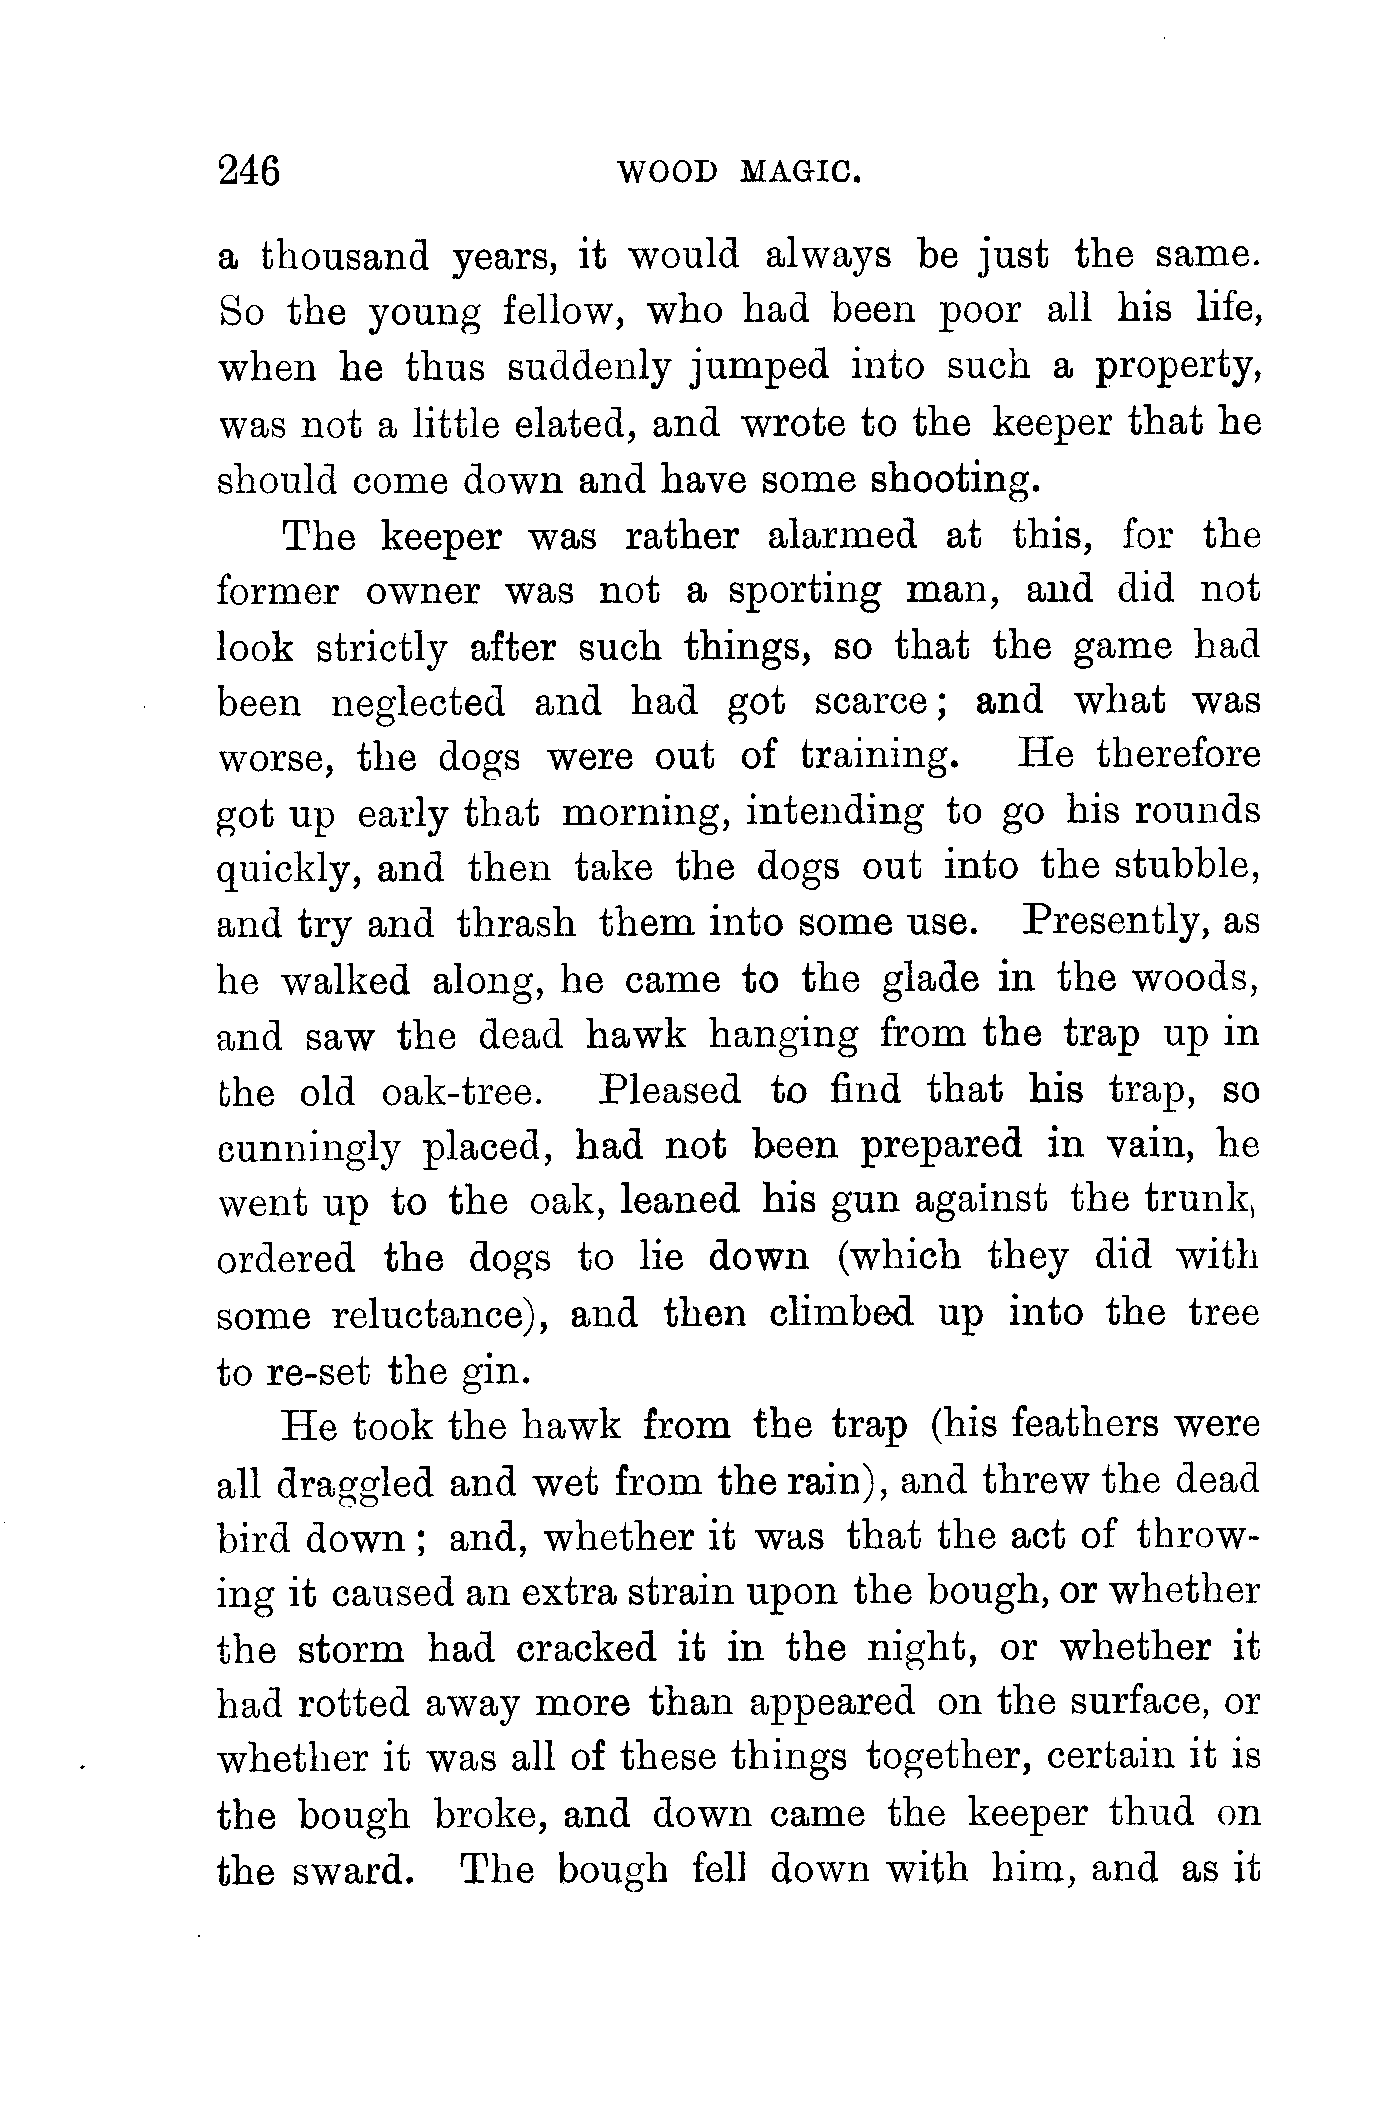 246 WOOD MAGIC.
a thousand years, it would always be just the same.
So the young fellow, who had been poor all his life,
when he thus suddenly jumped into such a property,
was not a little elated, and wrote to the keeper that he
should come down and have some shooting.
The keeper was rather alarmed at this, for the
former owner was not a sporting man, and did not
look strictly after such things, so that the game had
been neglected and had got scarce; and what was
worse, the dogs were out of training. He therefore
got up early that morning, intending to go his rounds
quickly, and then take the dogs out into the stubble,
and try and thrash them into some use. Presently, as
he walked along, he came to the glade in the woods,
and saw the dead hawk hanging from the trap up in
the old oak-tree. Pleased to find that his trap, so
cunningly placed, had not been prepared in vain, he
went up to the oak, leaned his gun against the trunk,
ordered the dogs to lie down (which they did with
some reluctance), and then climbed up into the tree
to re-set the gin.
He took the hawk from the trap (his feathers were
all draggled and wet from the rain), and threw the dead
bird down; and, whether it was that the act of throw-
ing it caused an extra strain upon the bough, or whether
the storm had cracked it in the night, or whether it
had rotted away more than appeared on the surface, or
whether it was all of these things together, certain it is
the bough broke, and down came the keeper thud on
the sward. The bough fell down with him, and as it